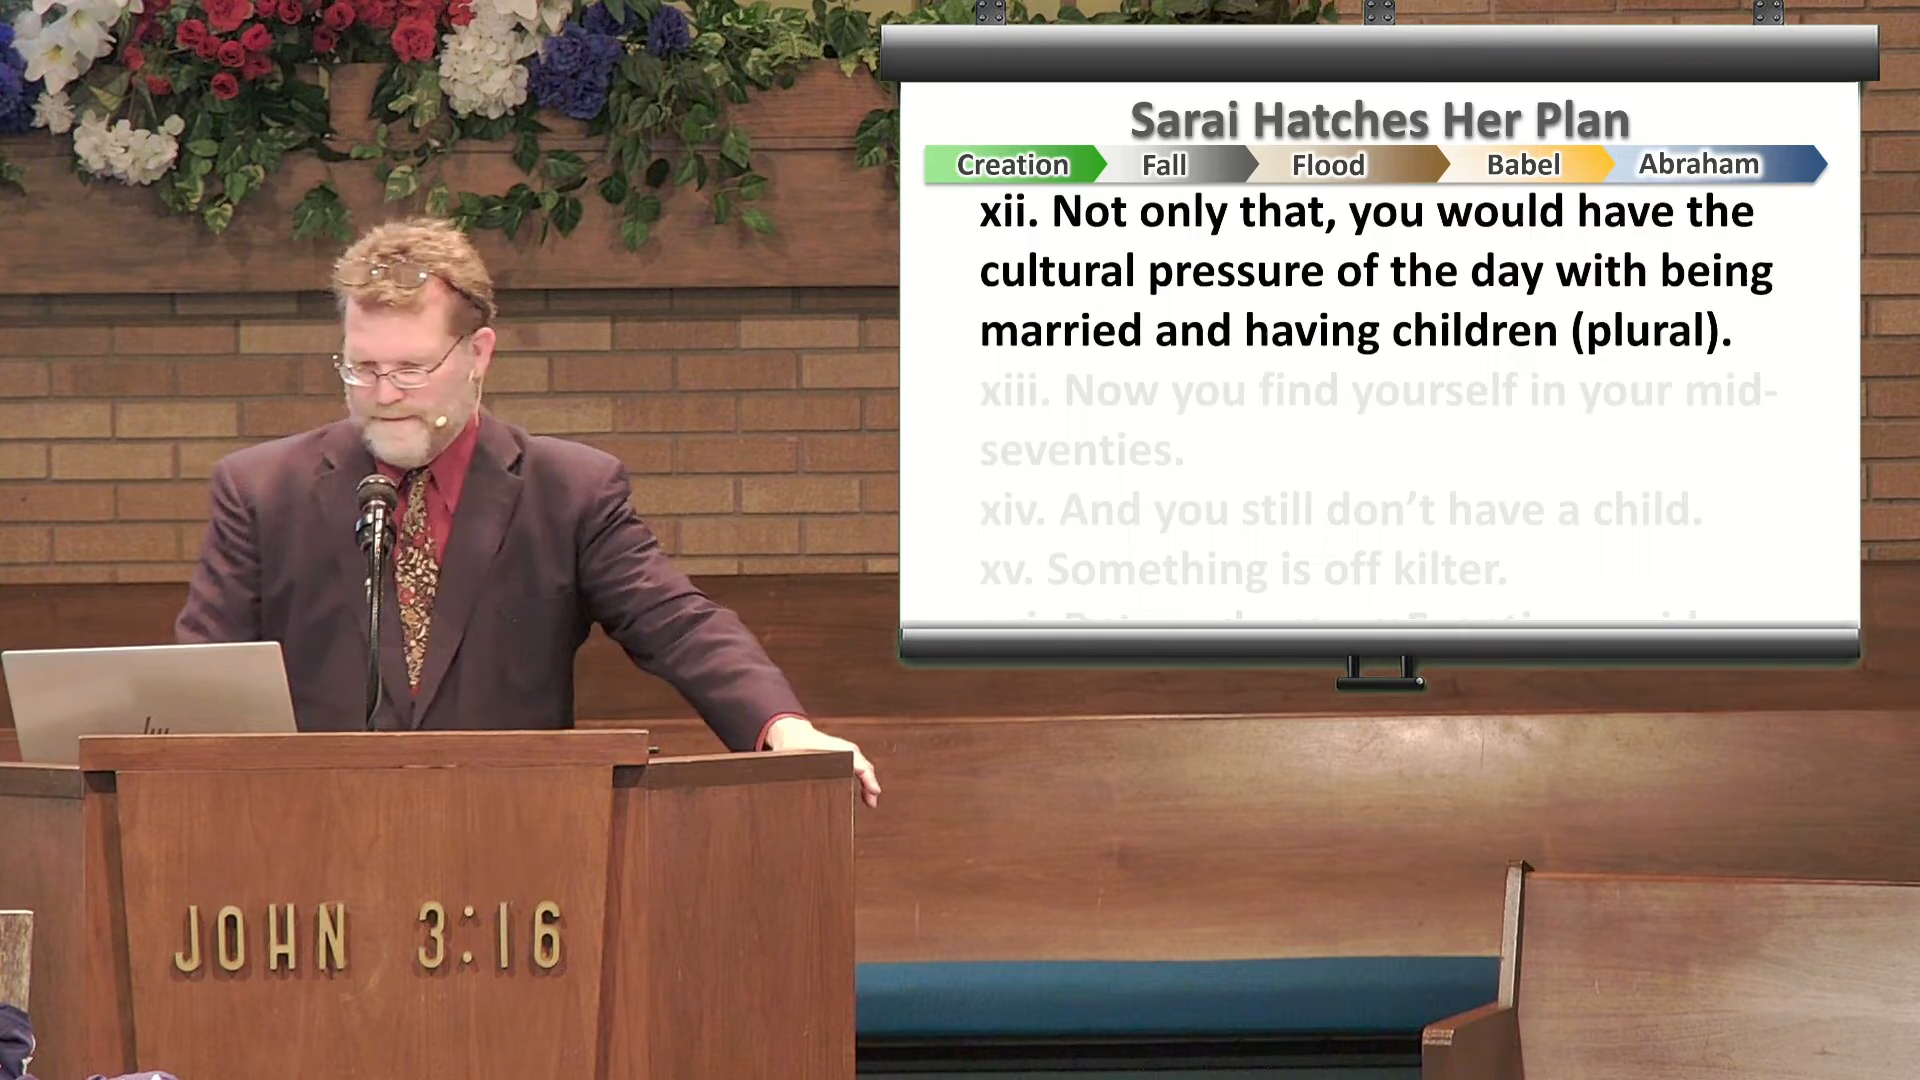 Sarai Hatches Her Plan
Creation Fall Flood Babel Abraham
xii. Not only that, you would have the
cultural pressure of the day with being
married and having children (plural).
xiii. Now you find yourself in your mid-
seventies.
xiv. And you still don’t have a child.
xv. Something is off kilter.
JOHN 3:16